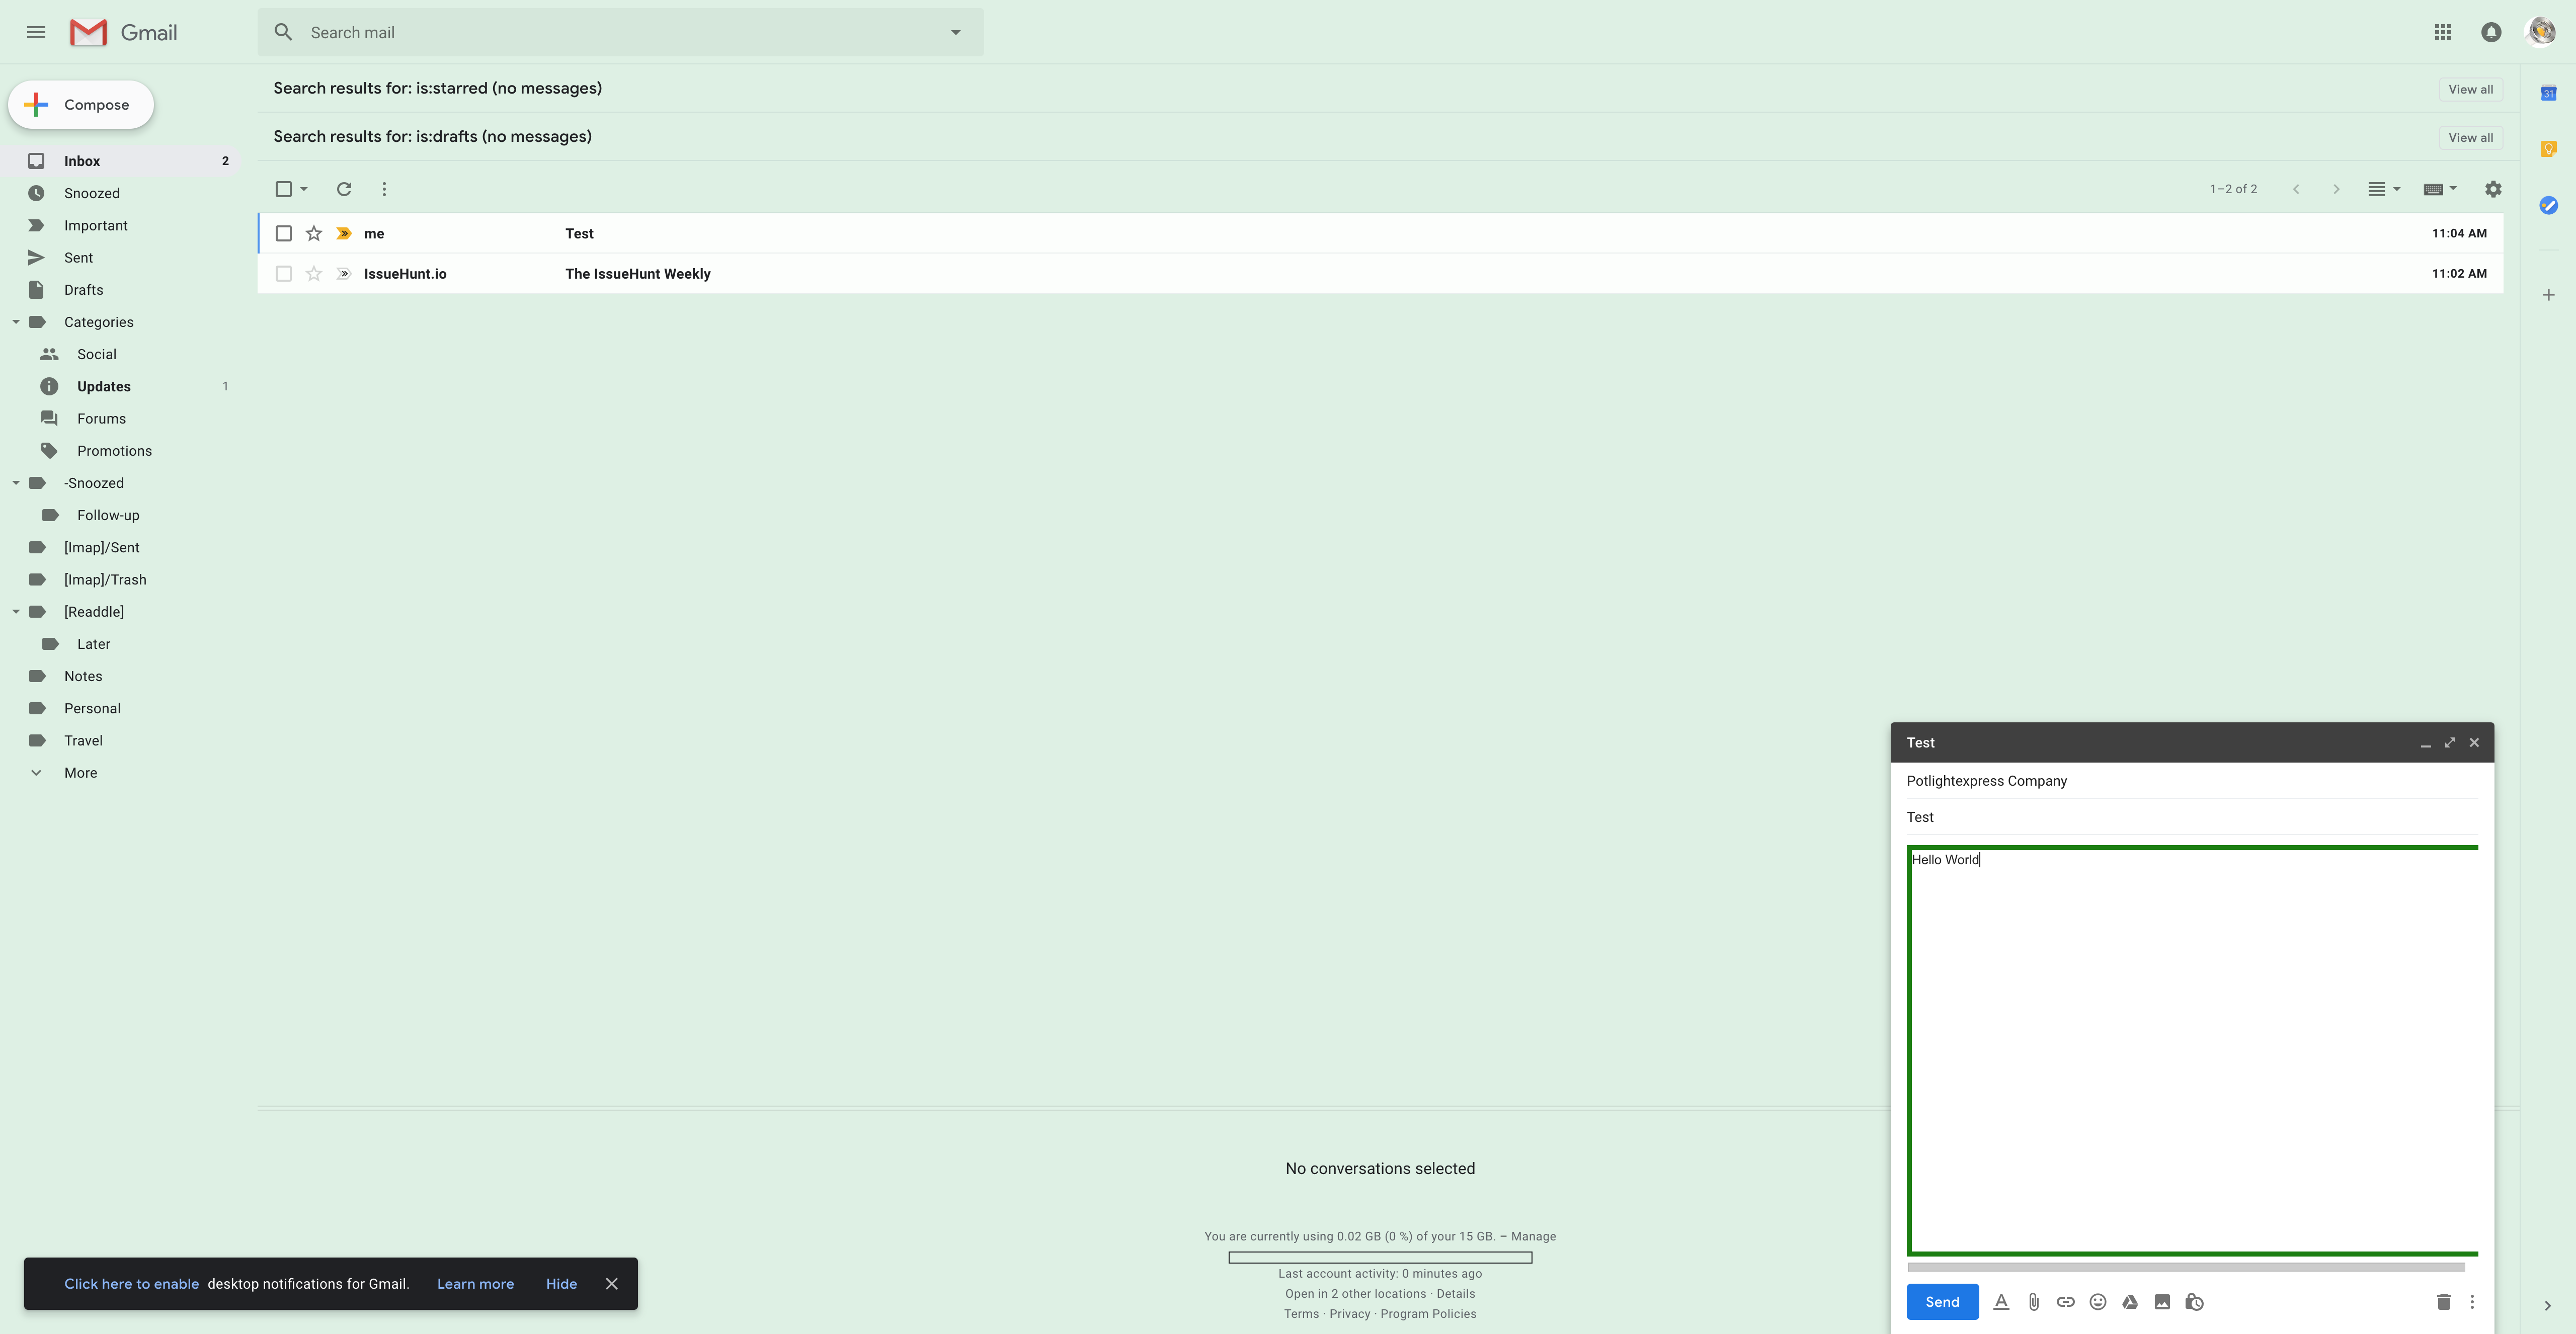 Gmail
Search mail
Compose
Inbox 2
Snoozed
Important
Sent
Drafts
Categories
Social
Updates 1
Forums
Promotions
-Snoozed
Follow-up
[Imap]/Sent
[Imap]/Trash
[Readdle]
Later
Notes
Personal
Travel
More
Search results for: is:starred (no messages) View all
Search results for: is:drafts (no messages) View all
1–2 of 2
me Test 11:04 AM
IssueHunt.io The IssueHunt Weekly 11:02 AM
31
No conversations selected
You are currently using 0.02 GB (0 %) of your 15 GB. – Manage
Last account activity: 0 minutes ago
Open in 2 other locations · Details
Terms · Privacy · Program Policies
Click here to enable desktop notifications for Gmail. Learn more Hide
Test
Potlightexpress Company
Test
Hello World
Send